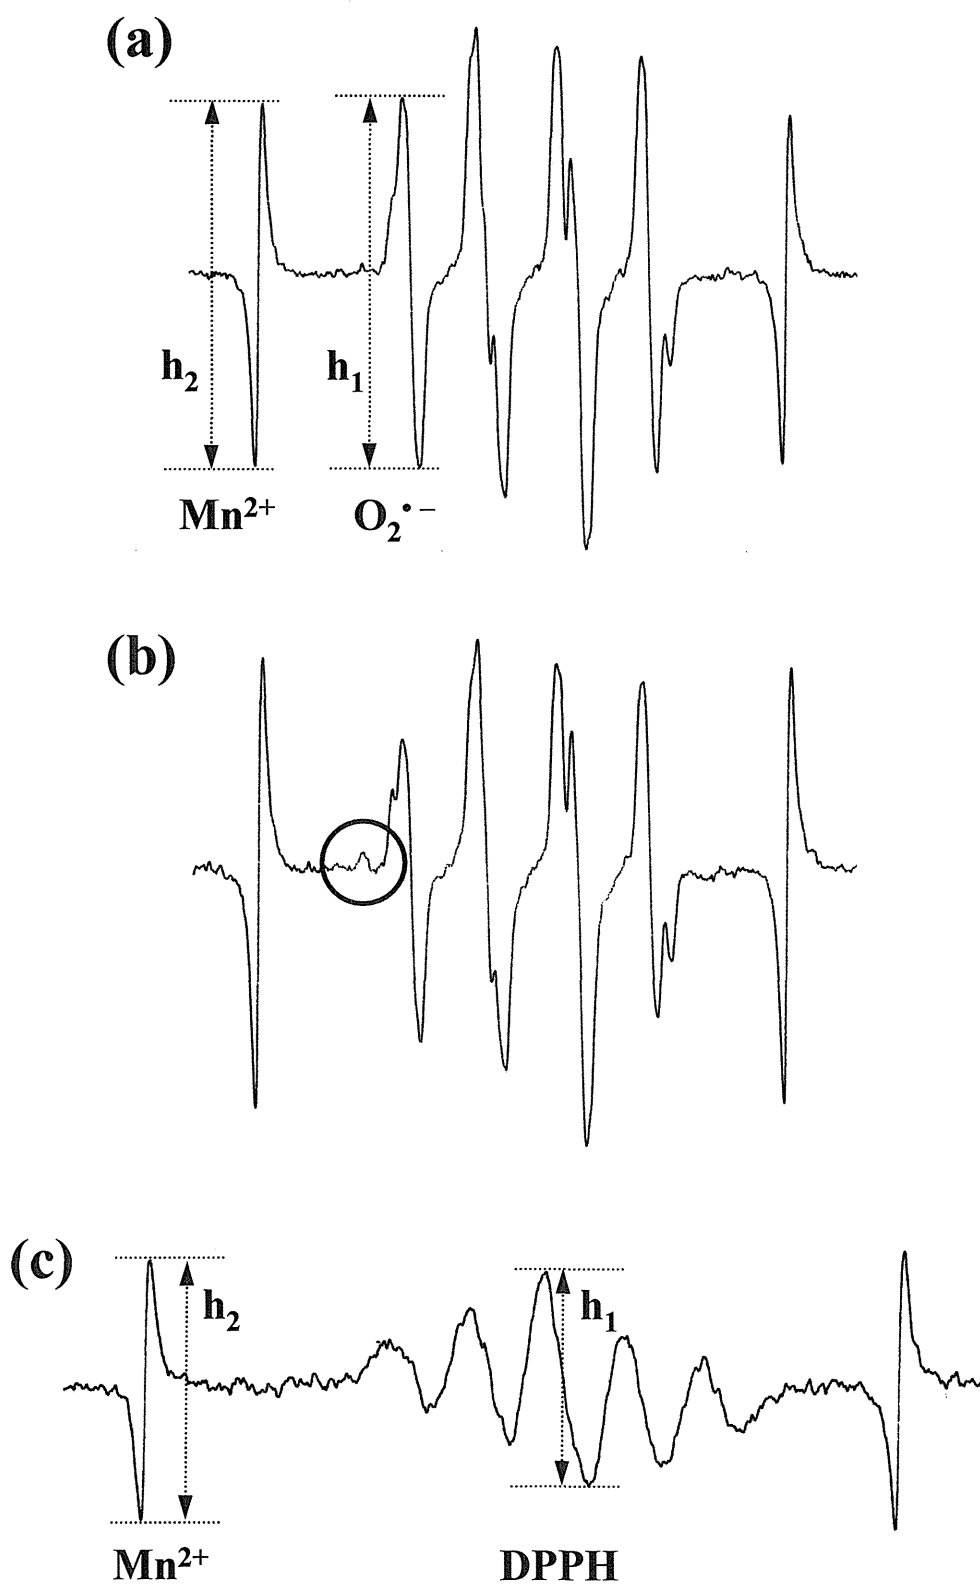 (a)
h₂
h₁
Mn²⁺
O₂•−
(b)
(c)
h₂
h₁
Mn²⁺
DPPH